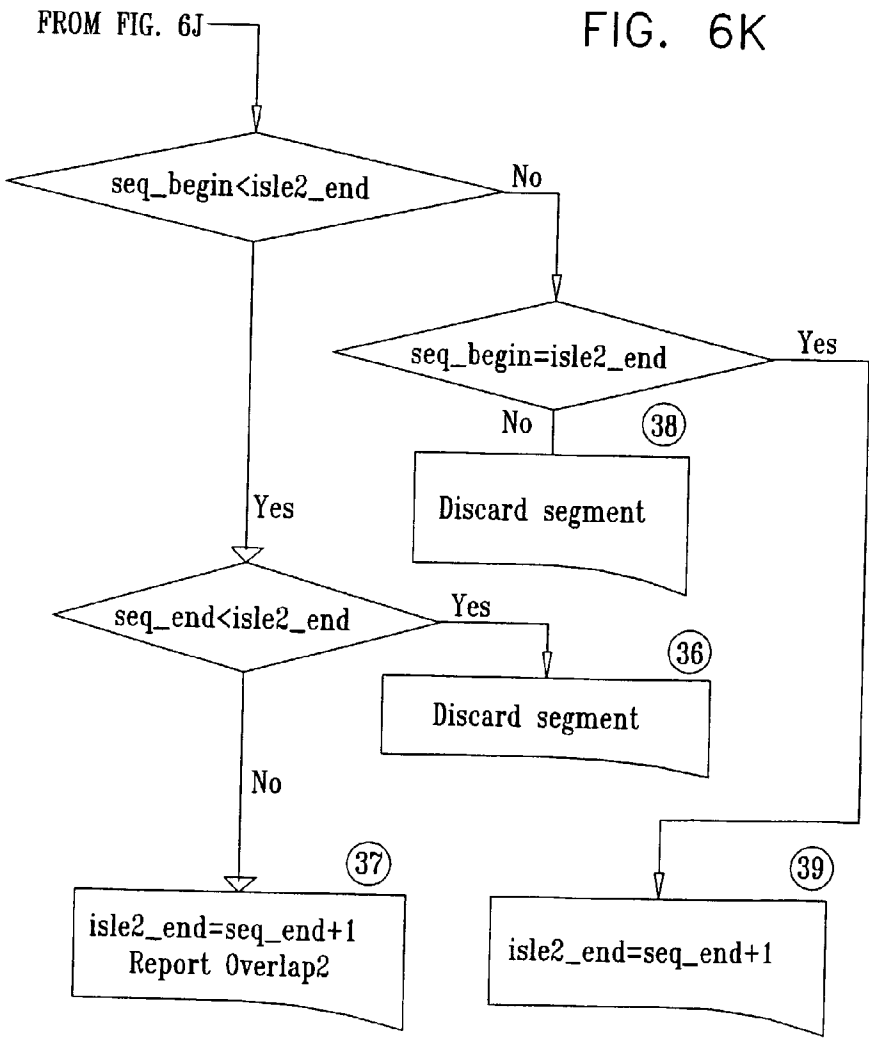 FROM FIG. 6J
FIG. 6K
seq_begin<isle2_end
No
seq_begin=isle2_end
Yes
No
38
Discard segment
Yes
seq_end<isle2_end
Yes
36
Discard segment
No
37
isle2_end=seq_end+1
Report Overlap2
39
isle2_end=seq_end+1